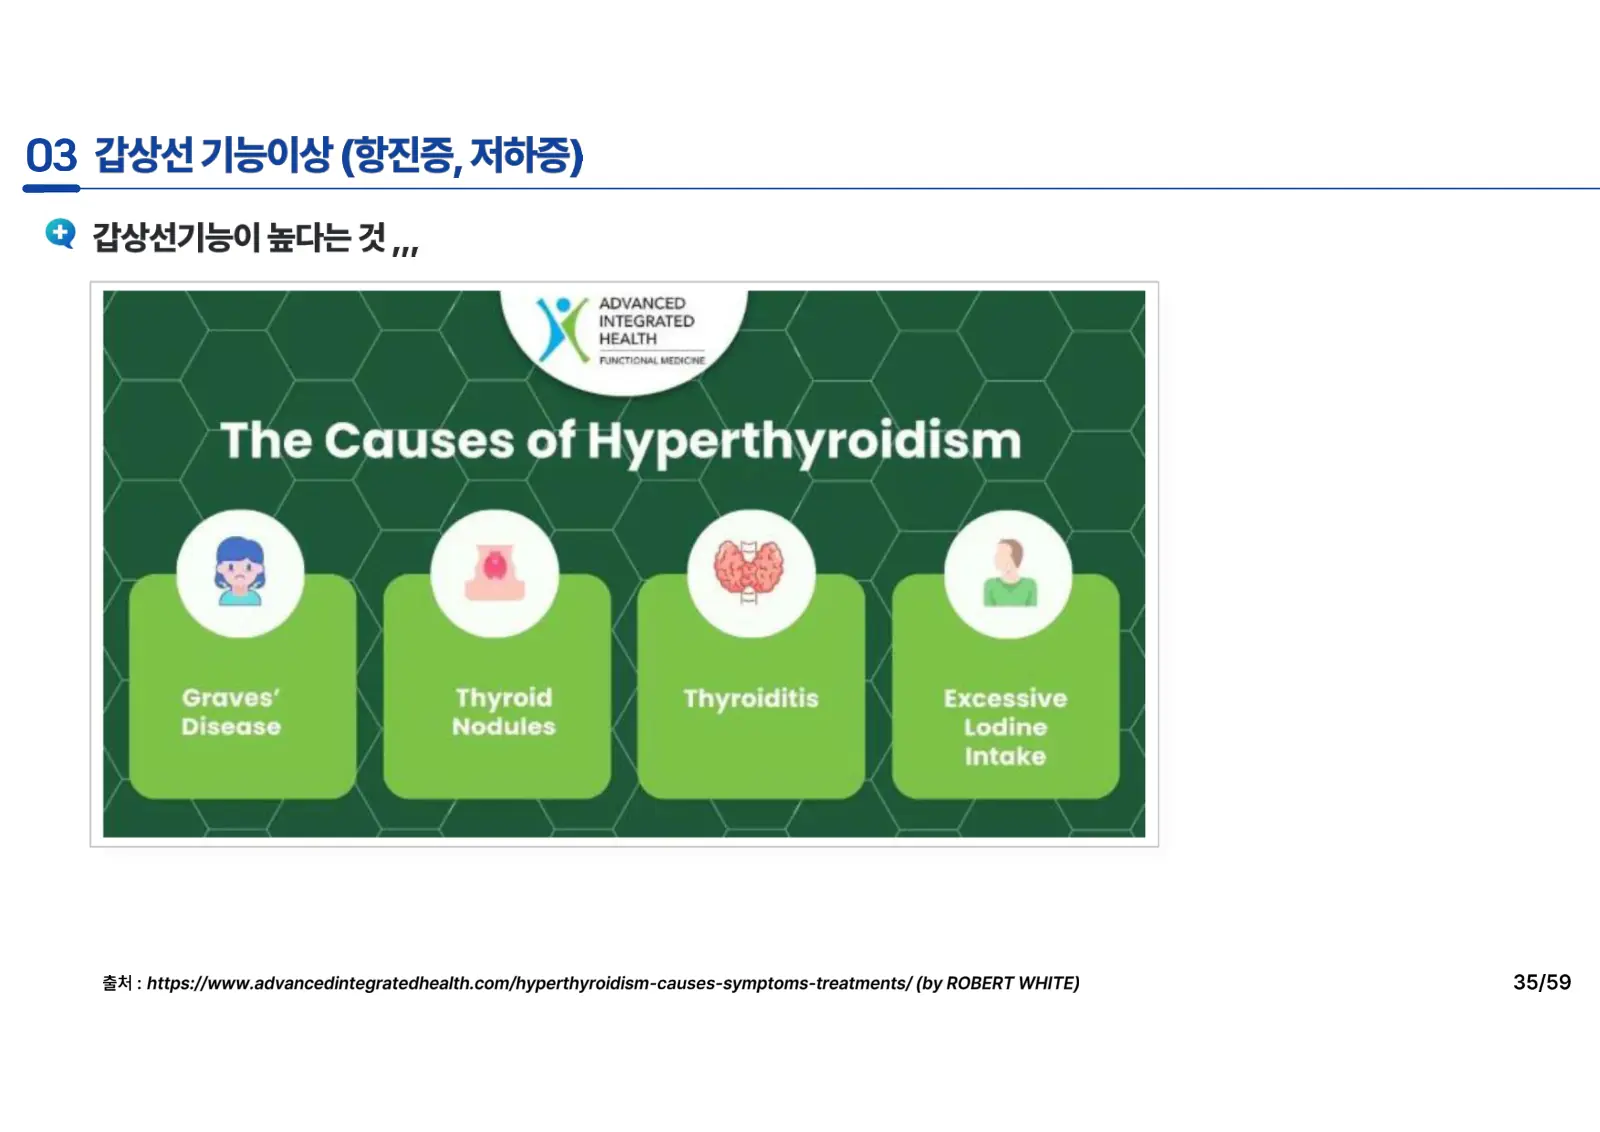 03 갑상선 기능이상 (항진증, 저하증)
갑상선기능이 높다는 것 ,,,
ADVANCED
INTEGRATED
HEALTH
FUNCTIONAL MEDICINE
The Causes of Hyperthyroidism
Graves’
Disease
Thyroid
Nodules
Thyroiditis
Excessive
Lodine
Intake
출처 : https://www.advancedintegratedhealth.com/hyperthyroidism-causes-symptoms-treatments/ (by ROBERT WHITE)
35/59